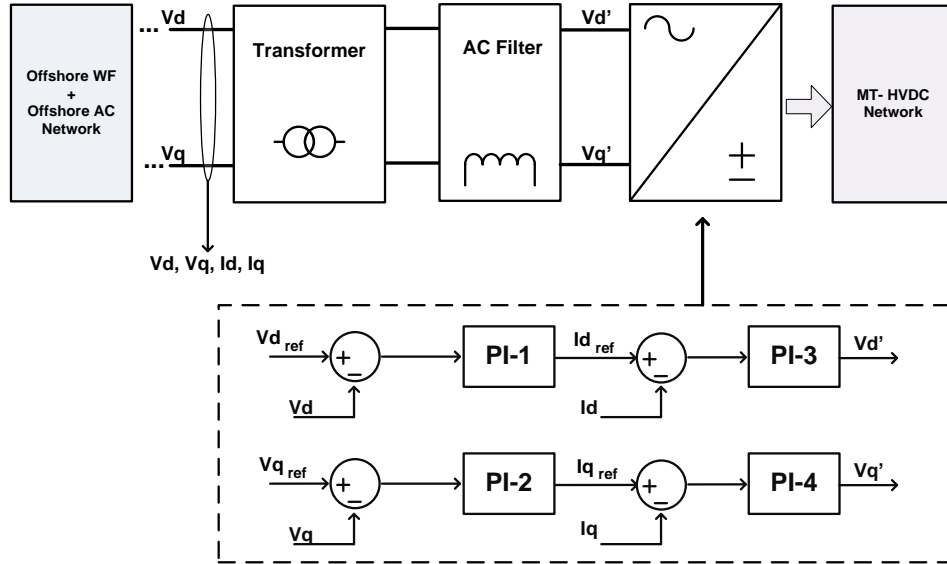 ... Vd
Transformer
AC Filter
Vd’
Offshore WF
+
Offshore AC
Network
MT- HVDC
Network
... Vq
Vq’
+
−
Vd, Vq, Id, Iq
Vd ref
+
−
Vd
PI-1
Id ref
+
−
Id
PI-3
Vd’
Vq ref
+
−
Vq
PI-2
Iq ref
+
−
Iq
PI-4
Vq’